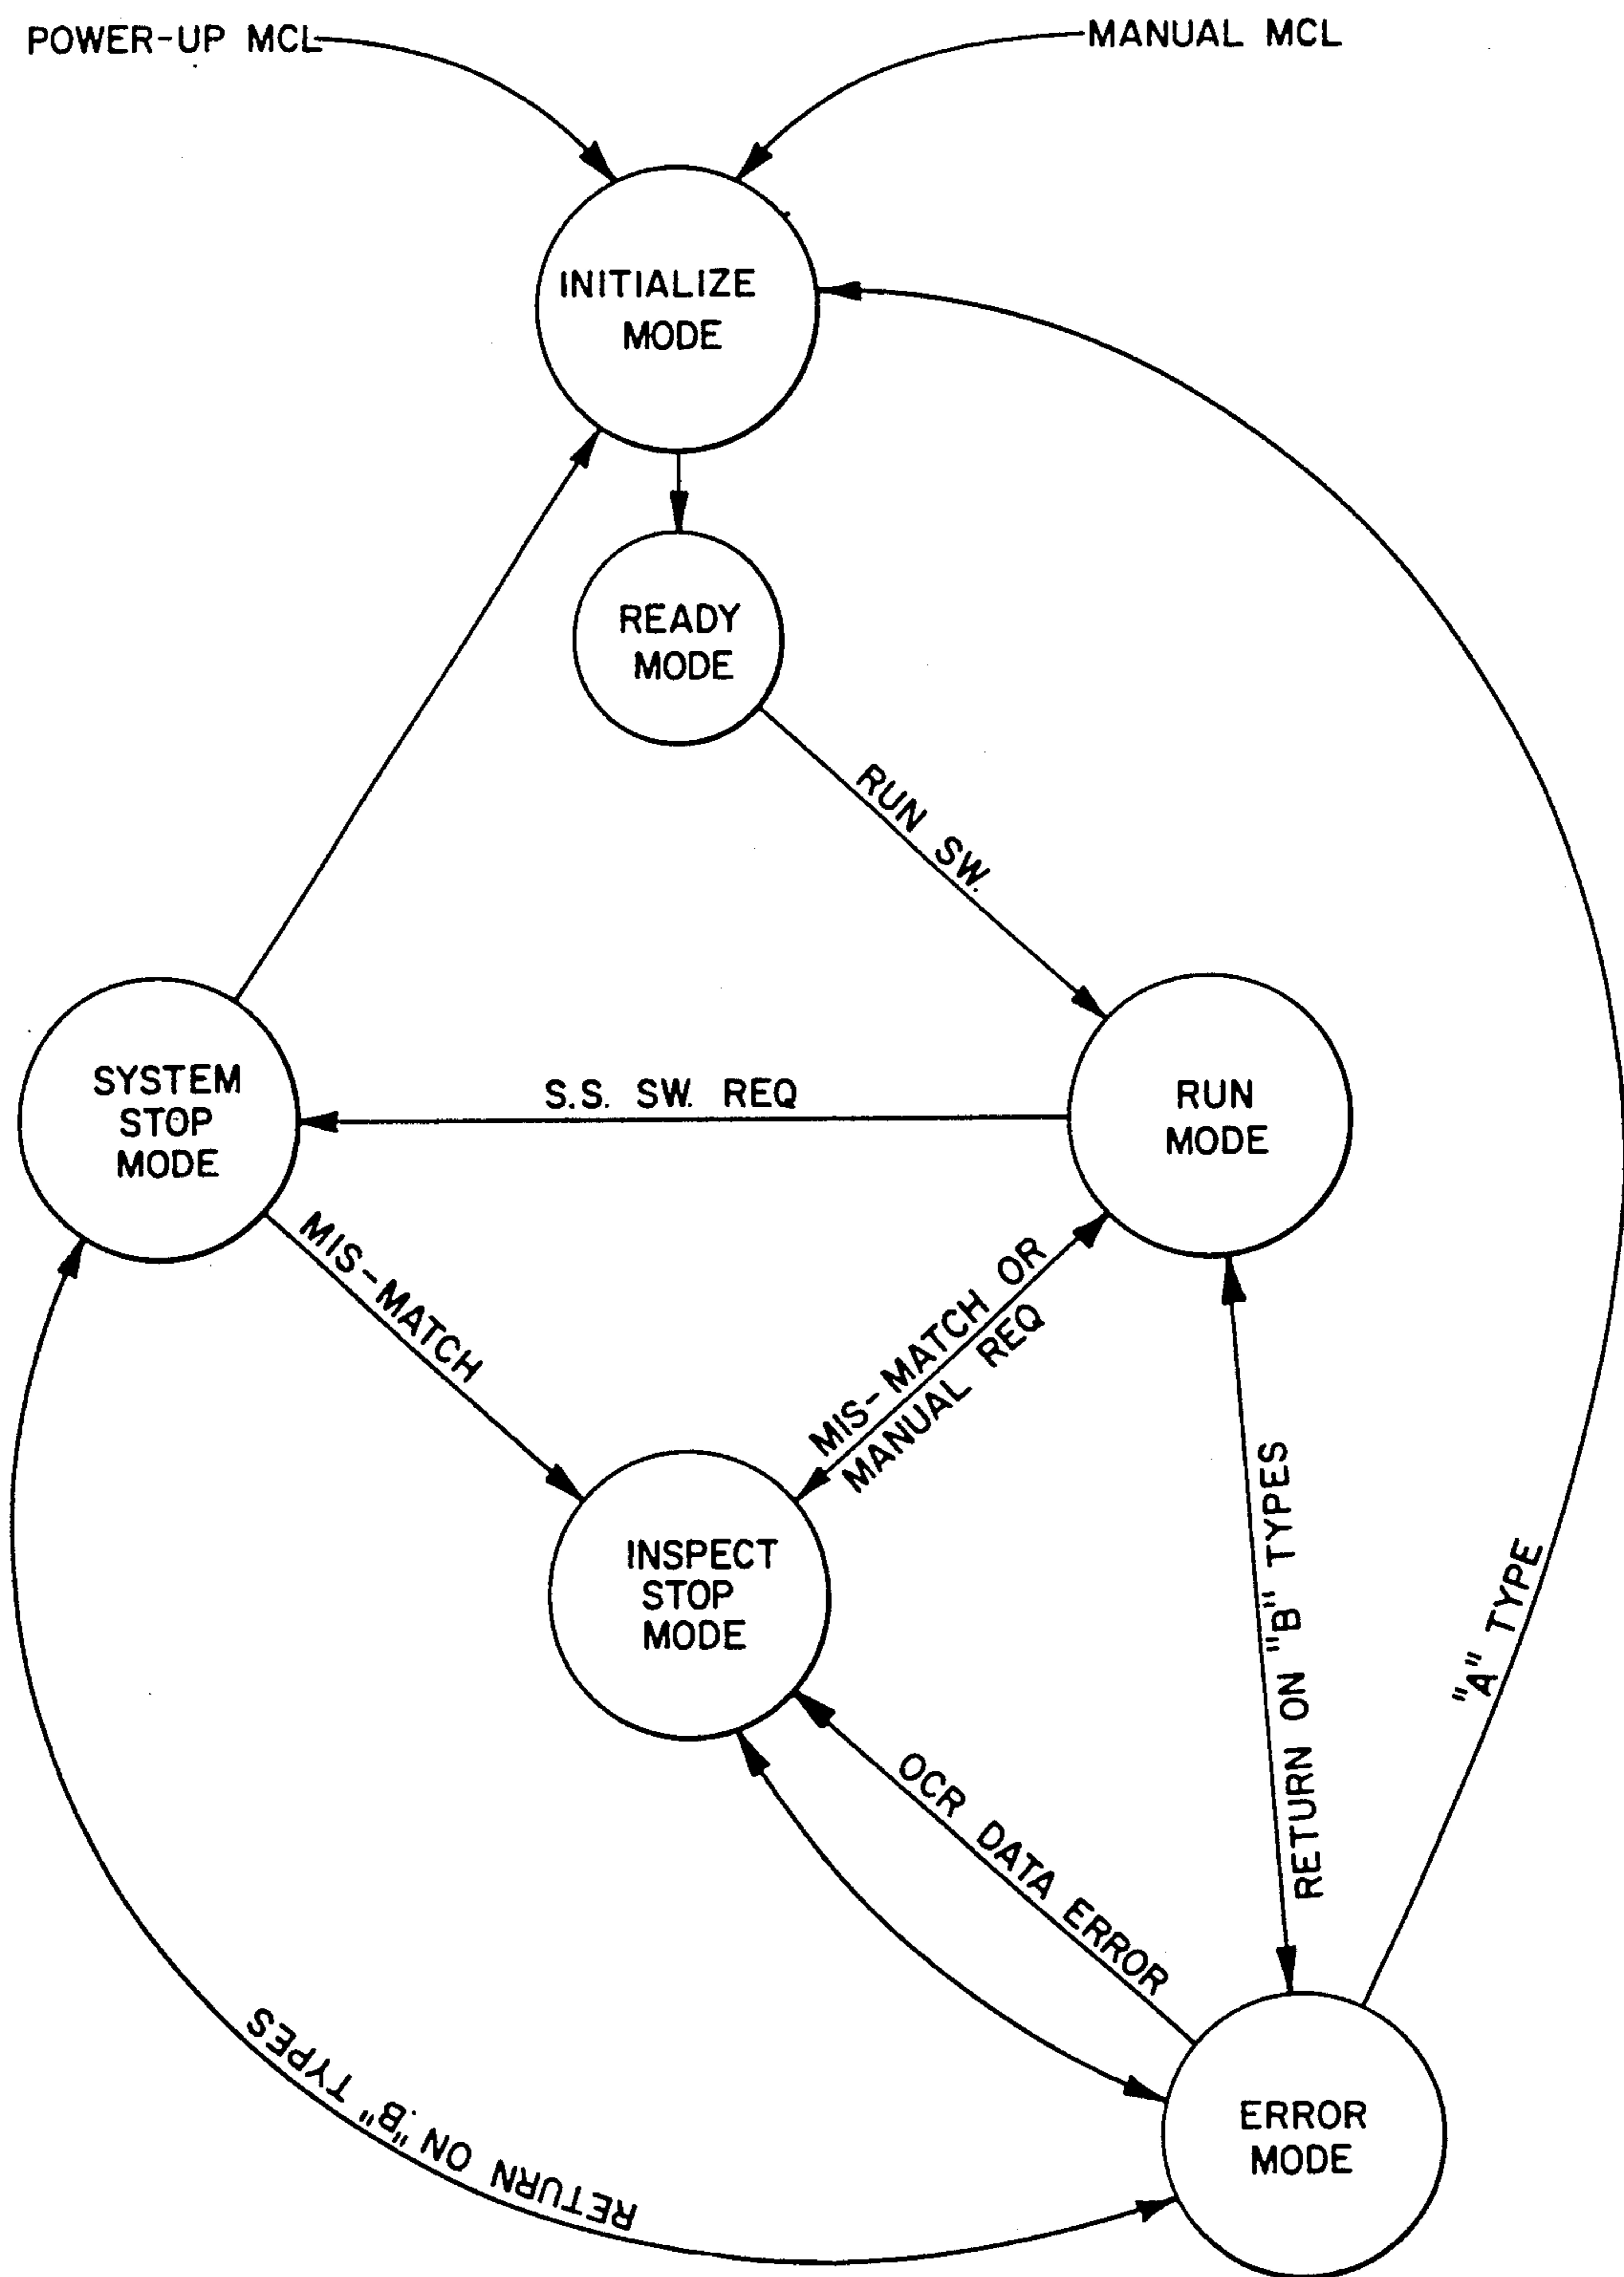 POWER-UP MCL
MANUAL MCL
INITIALIZE
MODE
READY
MODE
RUN SW.
SYSTEM
STOP
MODE
S.S. SW. REQ
RUN
MODE
MIS-MATCH
MIS-MATCH OR
MANUAL REQ
INSPECT
STOP
MODE
RETURN ON "B" TYPES
"A" TYPE
OCR DATA ERROR
RETURN ON "B" TYPES
ERROR
MODE